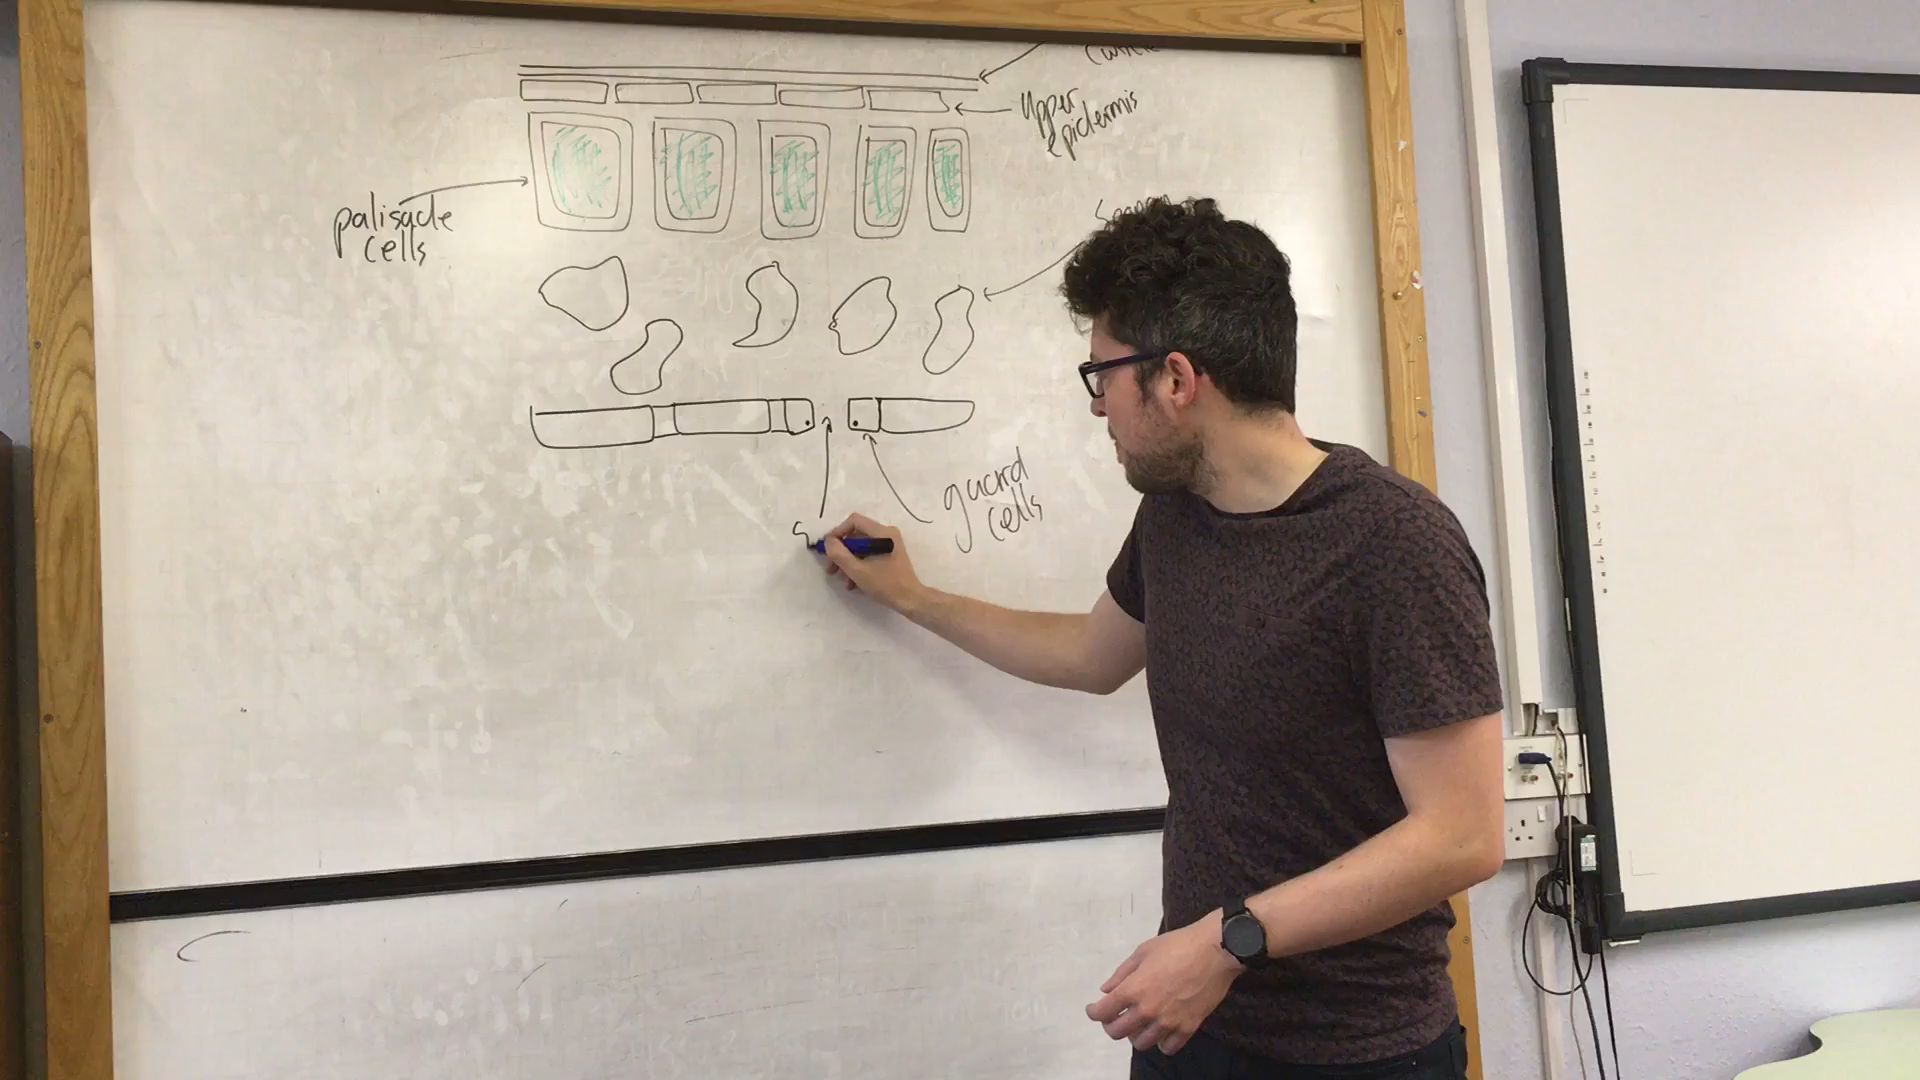 Upper
epidermis
palisade
cells
guard
cells
S